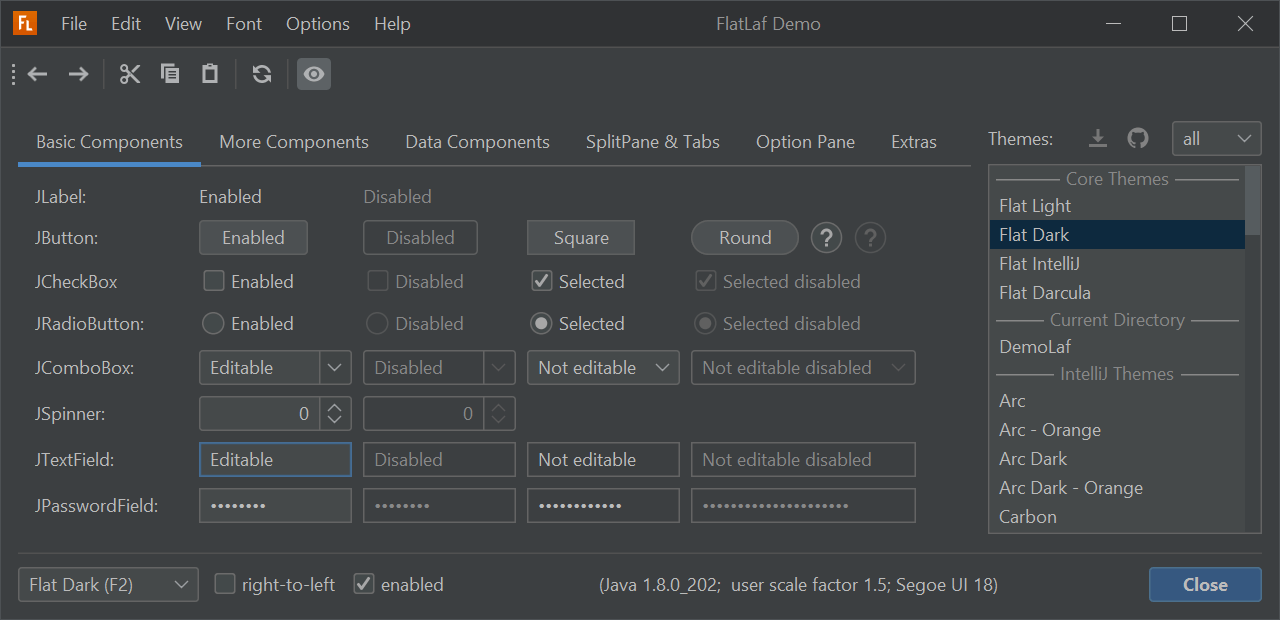 FL File Edit View Font Options Help FlatLaf Demo
Basic Components More Components Data Components SplitPane & Tabs Option Pane Extras
JLabel: Enabled Disabled
JButton: Enabled Disabled Square Round ? ?
JCheckBox Enabled Disabled Selected Selected disabled
JRadioButton: Enabled Disabled Selected Selected disabled
JComboBox: Editable Disabled Not editable Not editable disabled
JSpinner: 0 0
JTextField: Editable Disabled Not editable Not editable disabled
JPasswordField: •••••••• •••••••• •••••••••••• ••••••••••••••••••••
Themes: all
Core Themes
Flat Light
Flat Dark
Flat IntelliJ
Flat Darcula
Current Directory
DemoLaf
IntelliJ Themes
Arc
Arc - Orange
Arc Dark
Arc Dark - Orange
Carbon
Flat Dark (F2) right-to-left enabled (Java 1.8.0_202; user scale factor 1.5; Segoe UI 18) Close